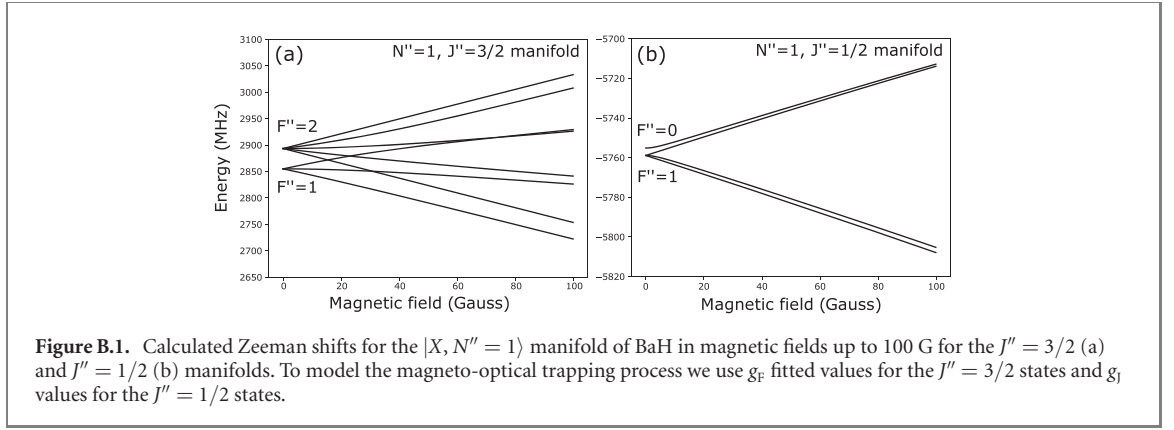 3100
3050
3000
2950
2900
2850
2800
2750
2700
2650
Energy (MHz)
(a)
N''=1, J''=3/2 manifold
F''=2
F''=1
0 20 40 60 80 100
Magnetic field (Gauss)
−5700
−5720
−5740
−5760
−5780
−5800
−5820
(b)
N''=1, J''=1/2 manifold
F''=0
F''=1
0 20 40 60 80 100
Magnetic field (Gauss)
Figure B.1. Calculated Zeeman shifts for the |X, N″ = 1⟩ manifold of BaH in magnetic fields up to 100 G for the J″ = 3/2 (a)
and J″ = 1/2 (b) manifolds. To model the magneto-optical trapping process we use g_F fitted values for the J″ = 3/2 states and g_J
values for the J″ = 1/2 states.